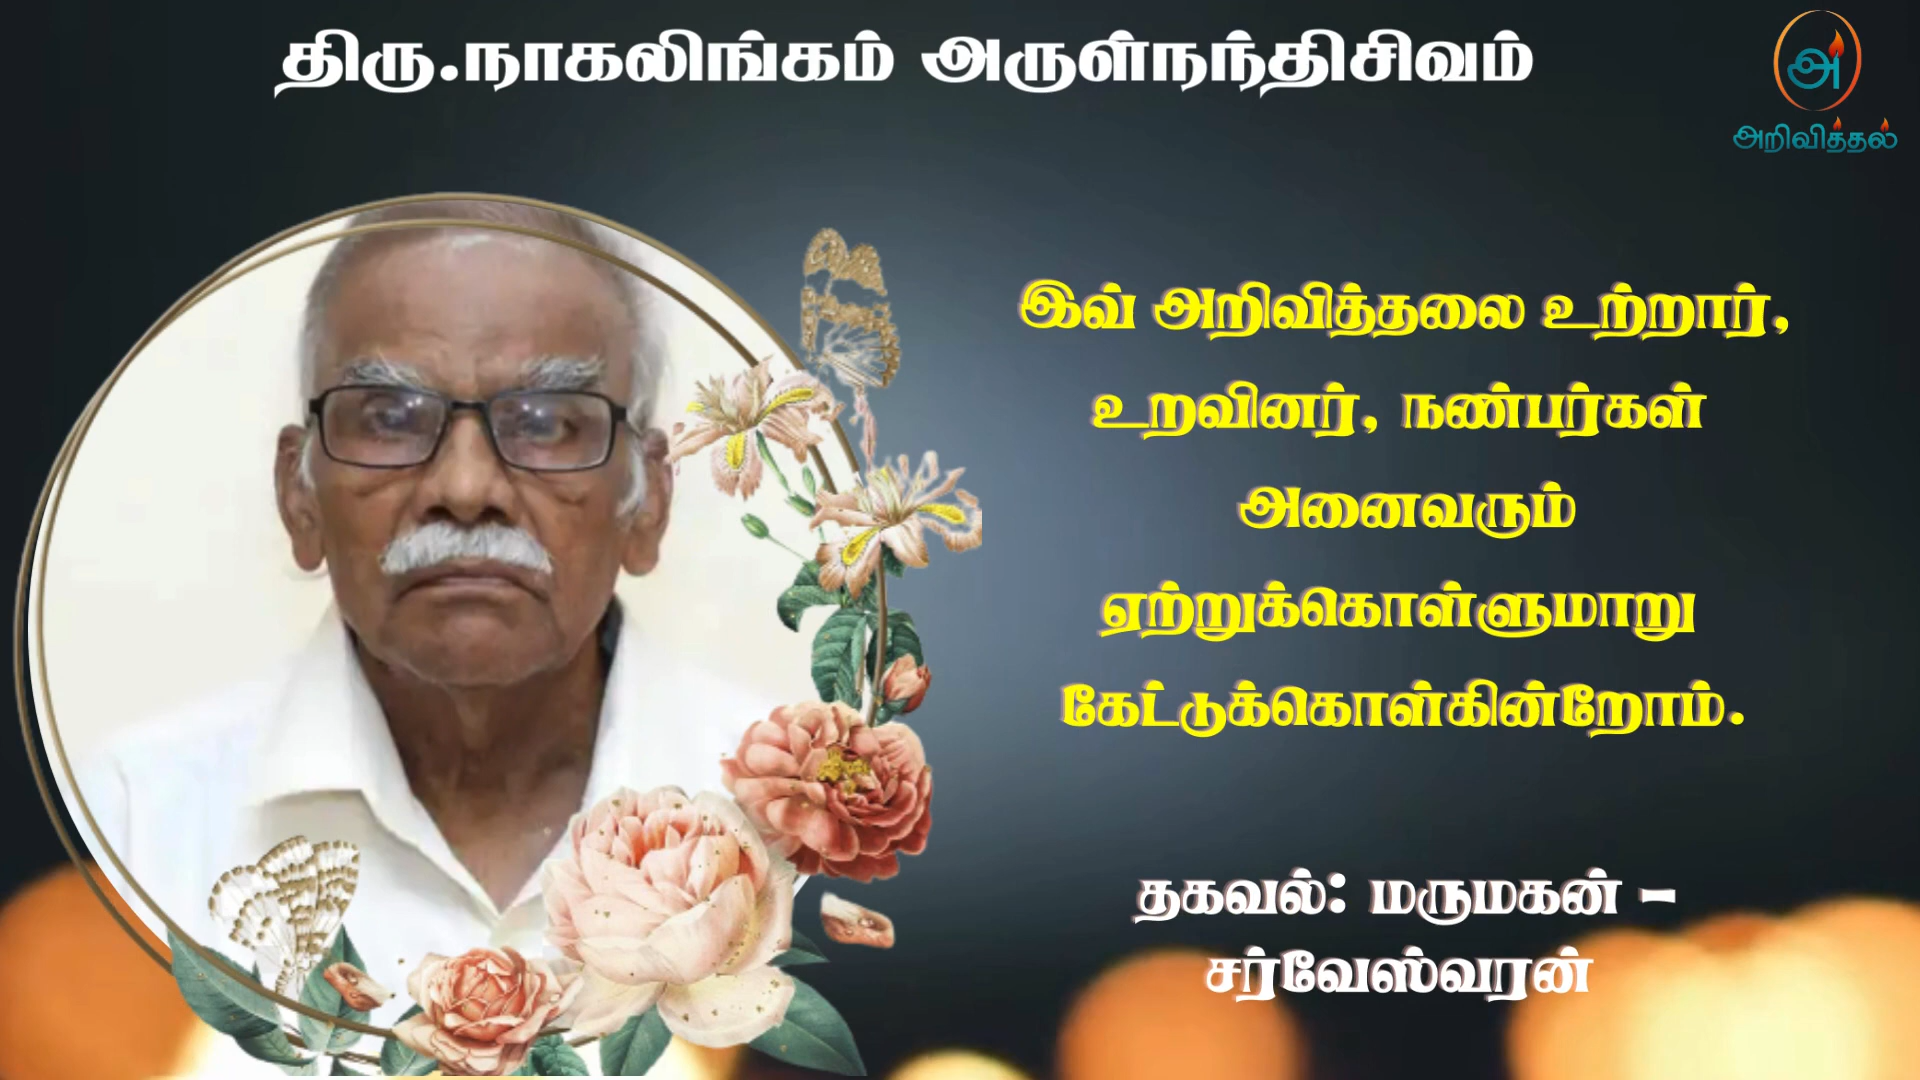 திரு.நாகலிங்கம் அருள்நந்திசிவம்
அ
அறிவித்தல்
இவ் அறிவித்தலை உற்றார்,
உறவினர், நண்பர்கள்
அனைவரும்
ஏற்றுக்கொள்ளுமாறு
கேட்டுக்கொள்கின்றோம்.
தகவல்: மருமகன் -
சர்வேஸ்வரன்